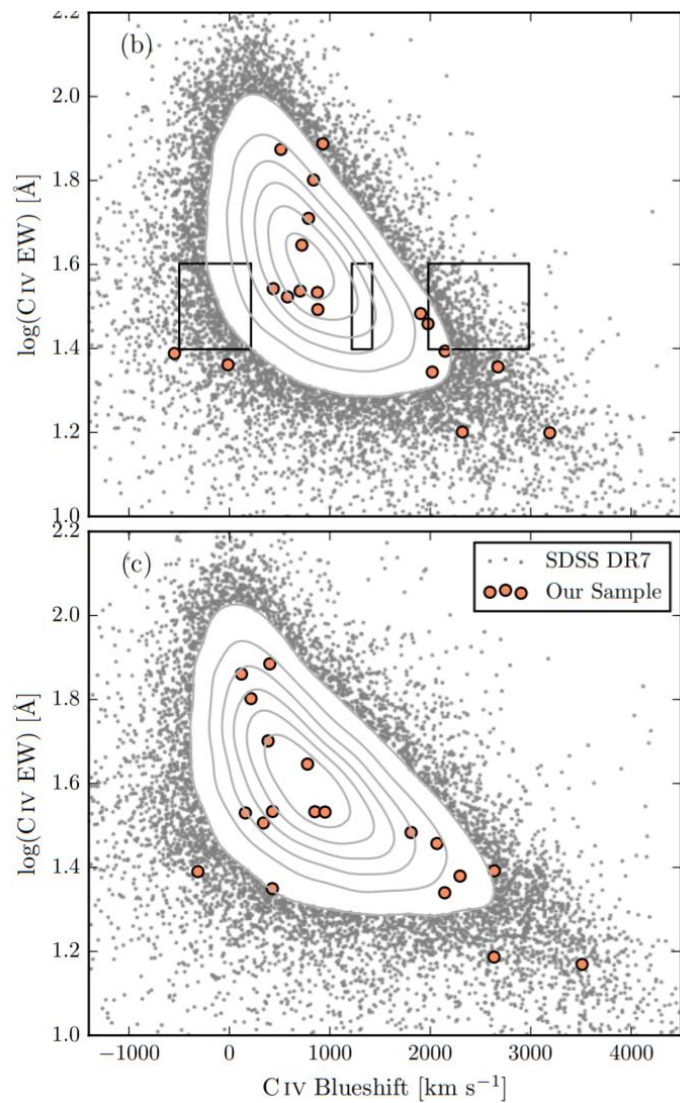 2.2
(b)
2.0
1.8
1.6
1.4
1.2
1.0
log(C IV EW) [Å]
2.2
(c)
SDSS DR7
Our Sample
2.0
1.8
1.6
1.4
1.2
1.0
log(C IV EW) [Å]
−1000 0 1000 2000 3000 4000
C IV Blueshift [km s⁻¹]